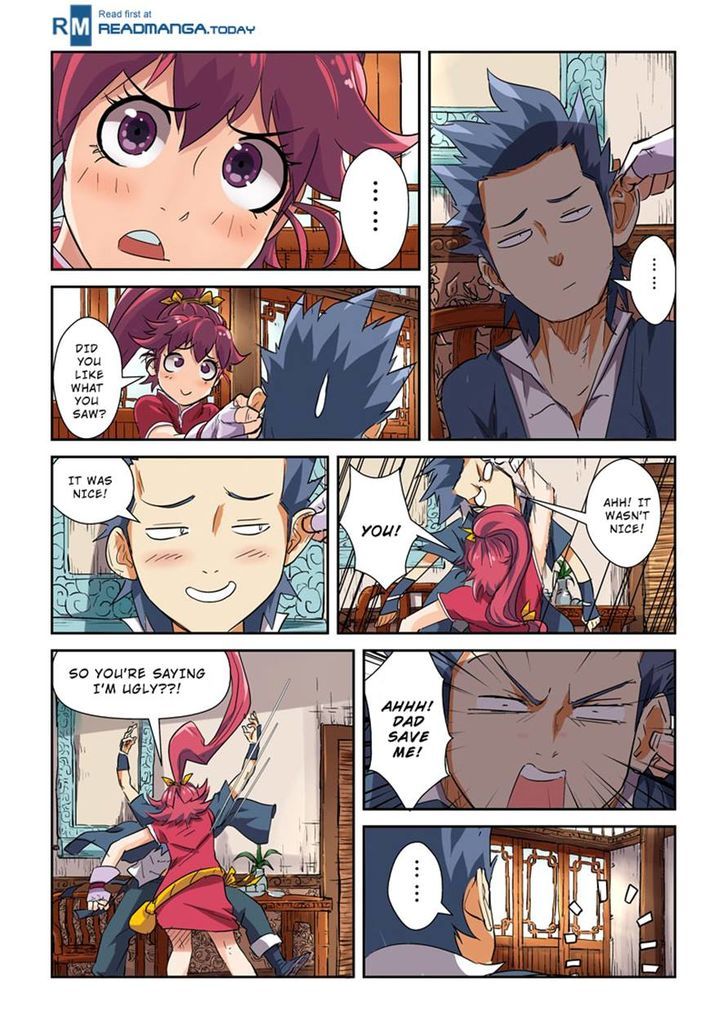 RM
Read first at
READMANGA.TODAY
......
......
DID
YOU
LIKE
WHAT
YOU
SAW?
IT WAS
NICE!
YOU!
AHH! IT
WASN'T
NICE!
SO YOU'RE SAYING
I'M UGLY??!
AHHH!
DAD
SAVE
ME!
......